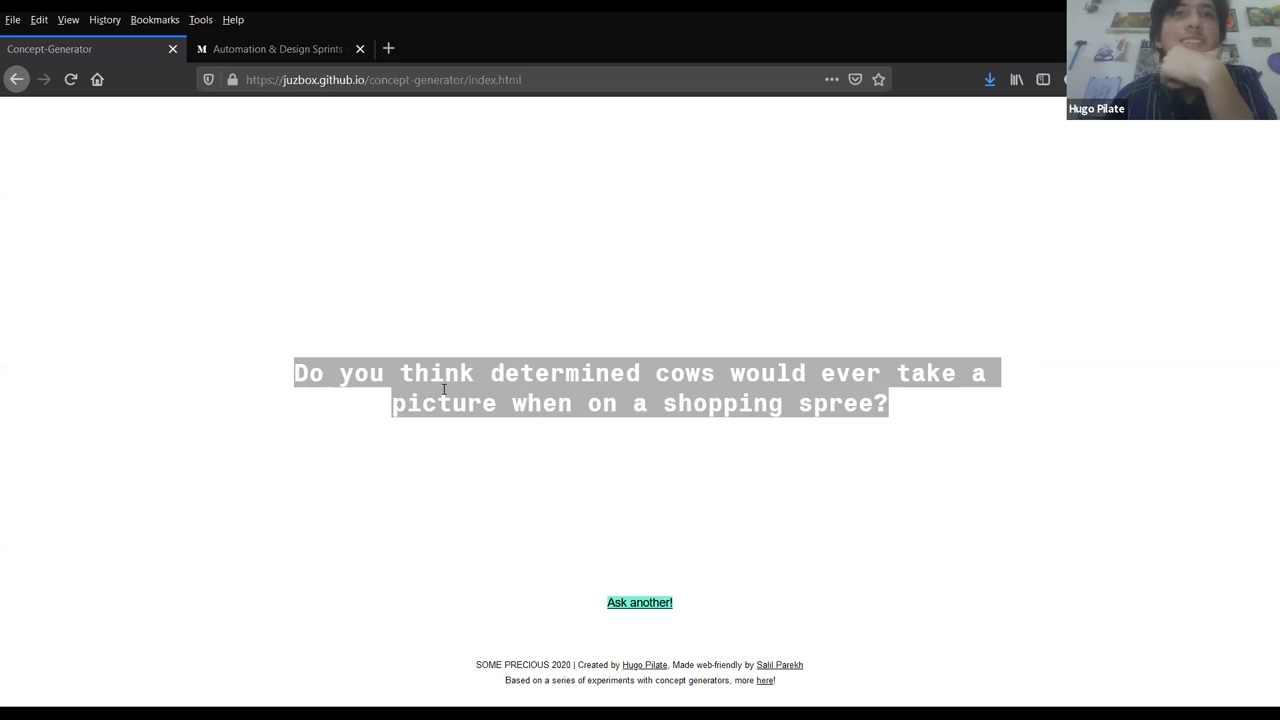 File Edit View History Bookmarks Tools Help
Concept-Generator
M Automation & Design Sprints
https://juzbox.github.io/concept-generator/index.html
Hugo Pilate
Do you think determined cows would ever take a
picture when on a shopping spree?
Ask another!
SOME PRECIOUS 2020 | Created by Hugo Pilate, Made web-friendly by Salil Parekh
Based on a series of experiments with concept generators, more here!